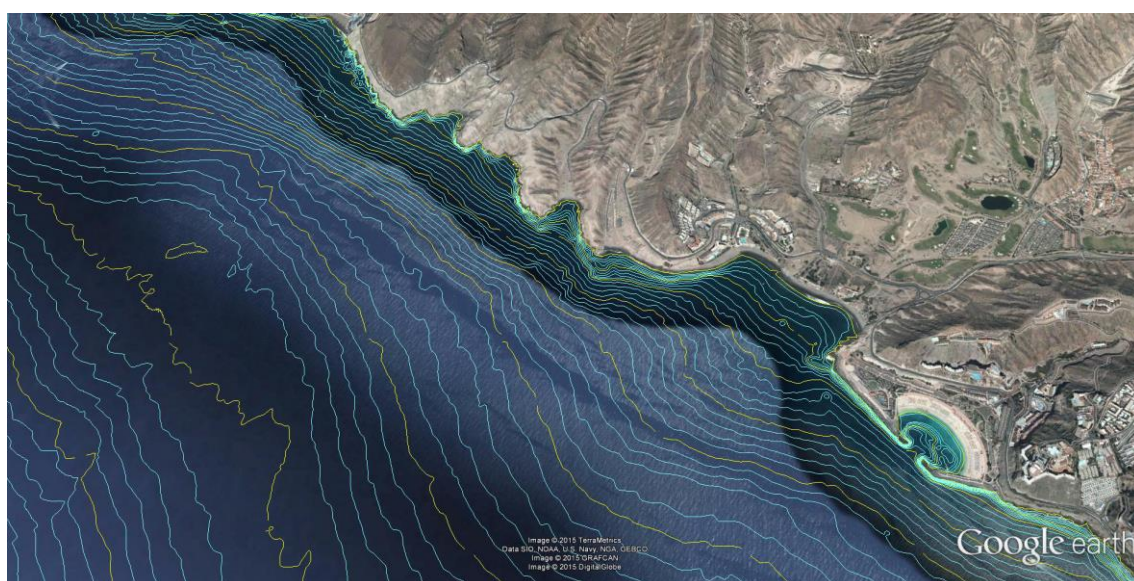 Image © 2015 TerraMetrics
Data SIO, NOAA, U.S. Navy, NGA, GEBCO
Image © 2015 GRAFCAN
Image © 2015 DigitalGlobe
Google earth